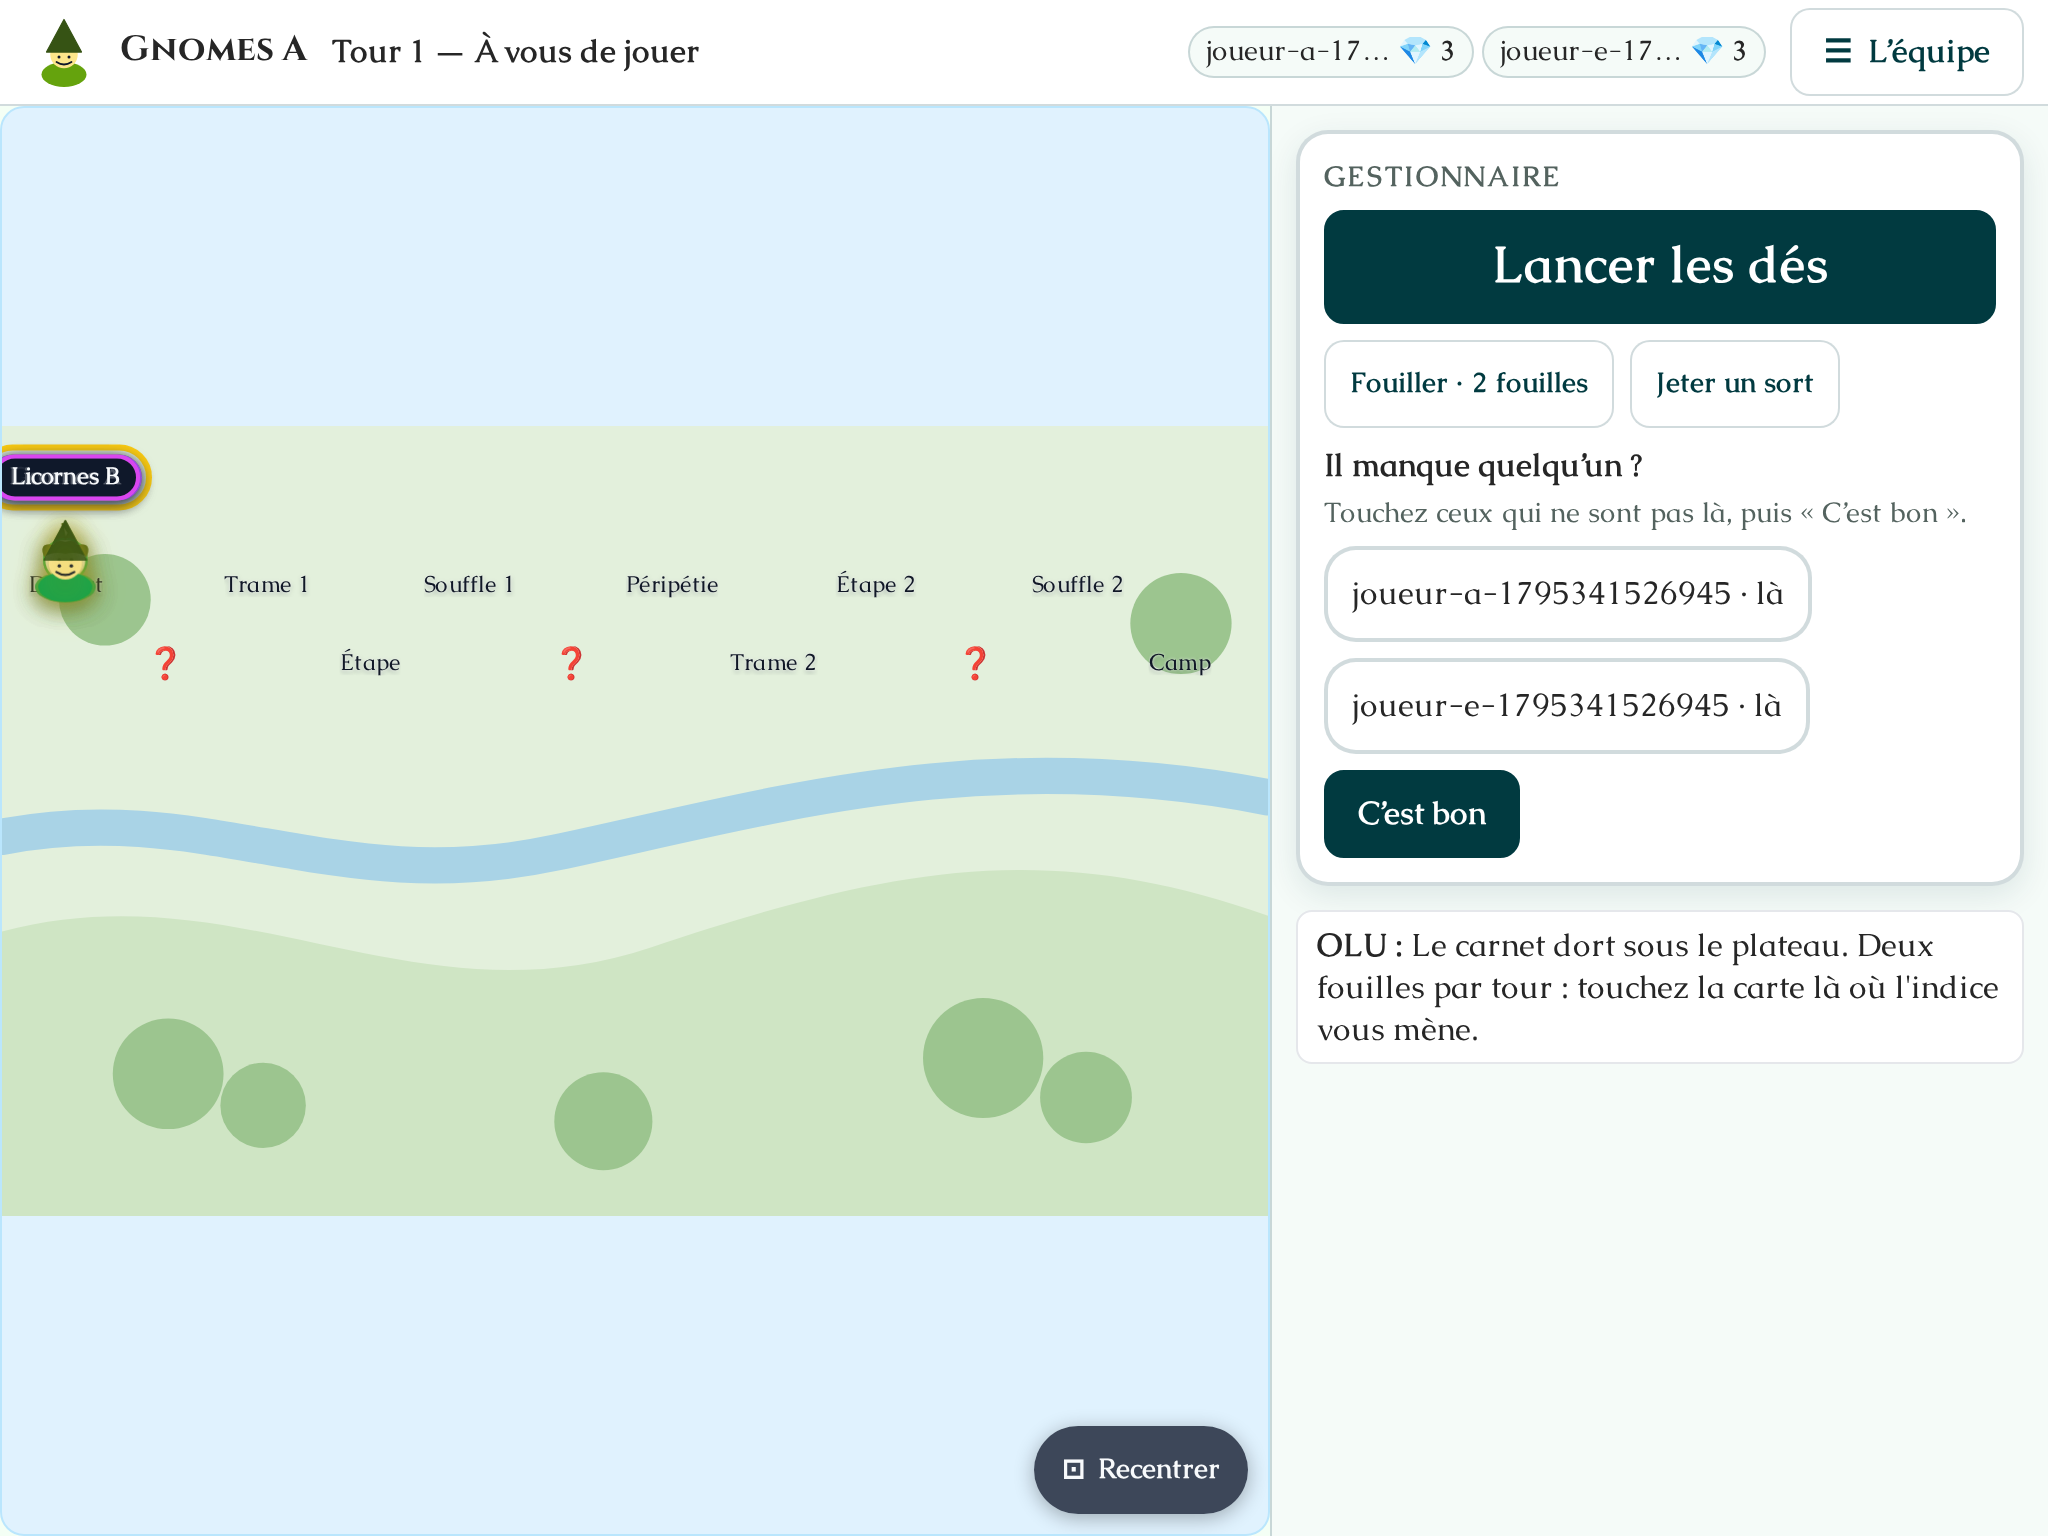 Gnomes A
Tour 1 — À vous de jouer
joueur-a-17… 💎 3
joueur-e-17… 💎 3
☰ L’équipe
Licornes B
Trame 1
Souffle 1
Péripétie
Étape 2
Souffle 2
❓
Étape
❓
Trame 2
❓
Camp
Recentrer
GESTIONNAIRE
Lancer les dés
Fouiller · 2 fouilles
Jeter un sort
Il manque quelqu’un ?
Touchez ceux qui ne sont pas là, puis « C’est bon ».
joueur-a-1795341526945 · là
joueur-e-1795341526945 · là
C’est bon
OLU : Le carnet dort sous le plateau. Deux
fouilles par tour : touchez la carte là où l'indice
vous mène.